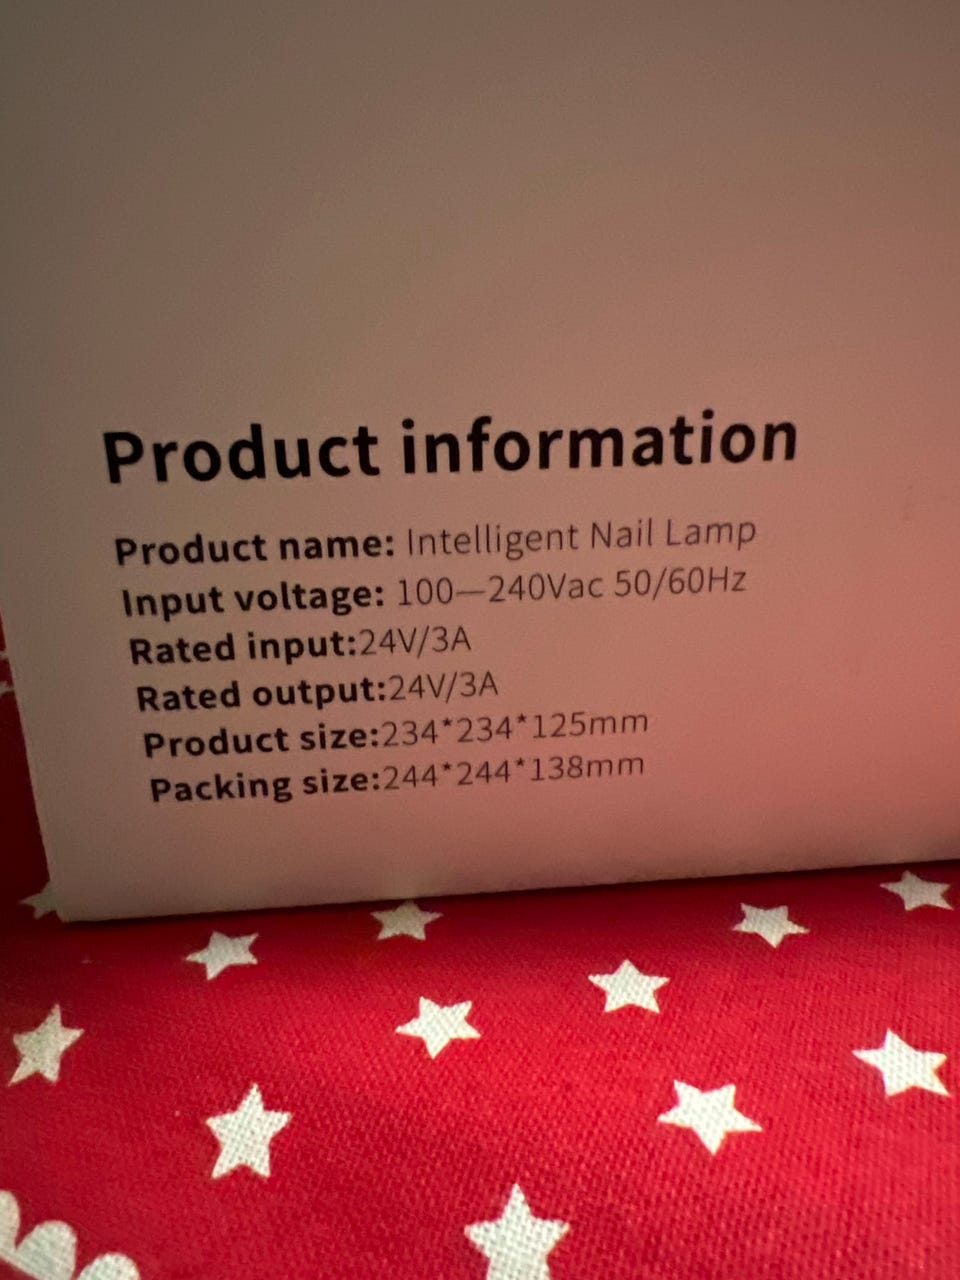 Product information
Product name: Intelligent Nail Lamp
Input voltage: 100—240Vac 50/60Hz
Rated input:24V/3A
Rated output:24V/3A
Product size:234*234*125mm
Packing size:244*244*138mm